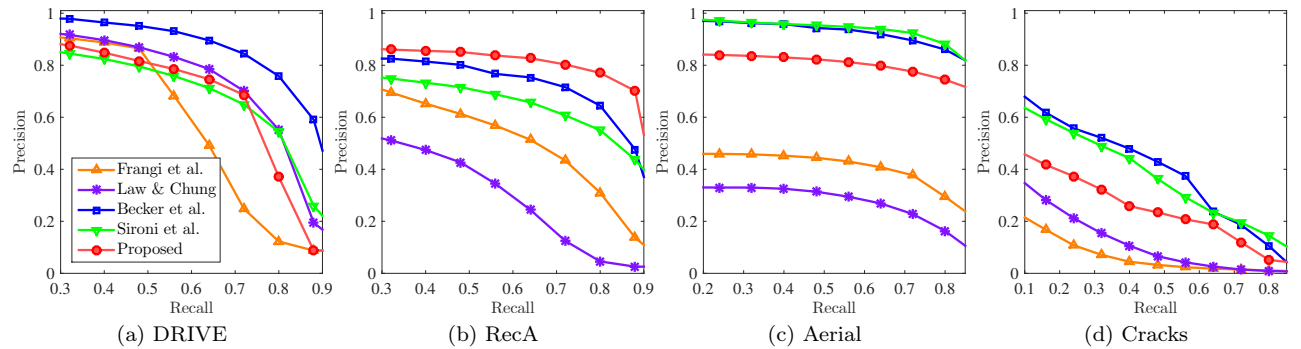 Precision
1
0.8
0.6
0.4
0.2
0
0.3 0.4 0.5 0.6 0.7 0.8 0.9
Recall
Frangi et al.
Law & Chung
Becker et al.
Sironi et al.
Proposed
(a) DRIVE
Precision
1
0.8
0.6
0.4
0.2
0
0.3 0.4 0.5 0.6 0.7 0.8 0.9
Recall
(b) RecA
Precision
1
0.8
0.6
0.4
0.2
0
0.2 0.3 0.4 0.5 0.6 0.7 0.8
Recall
(c) Aerial
Precision
1
0.8
0.6
0.4
0.2
0
0.1 0.2 0.3 0.4 0.5 0.6 0.7 0.8
Recall
(d) Cracks